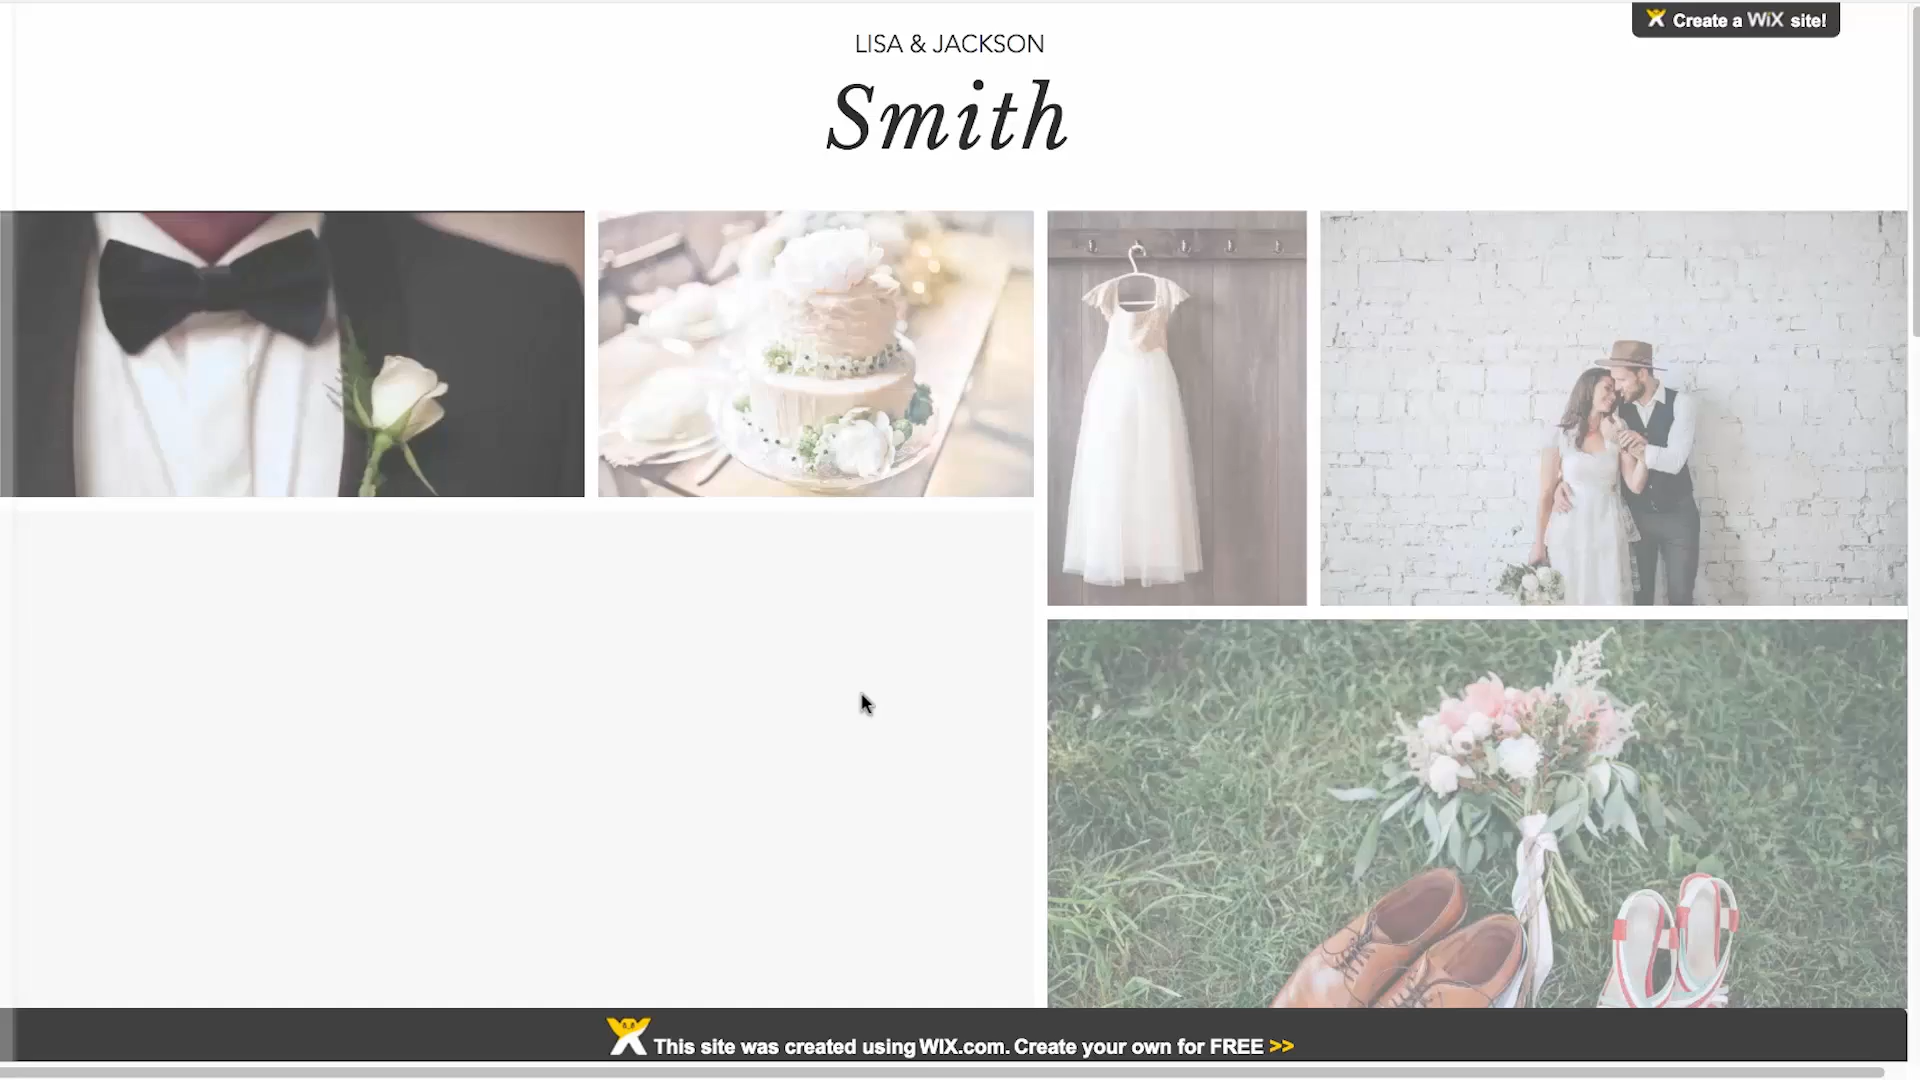 Create a WiX site!
LISA & JACKSON
Smith
This site was created using WIX.com. Create your own for FREE >>